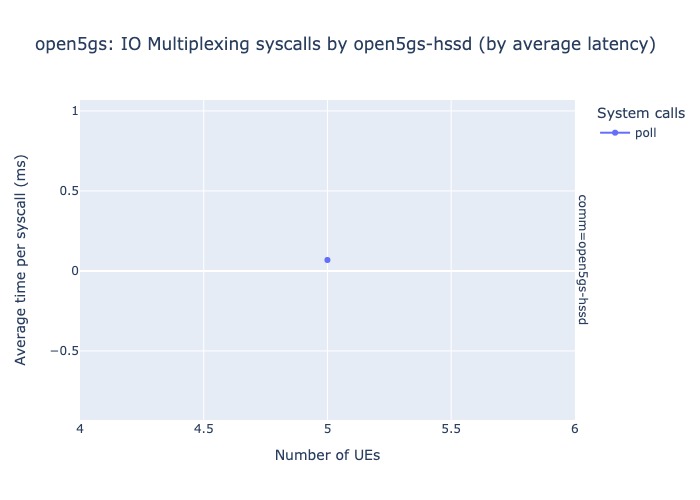 open5gs: IO Multiplexing syscalls by open5gs-hssd (by average latency)
System calls
poll
1
0.5
0
−0.5
Average time per syscall (ms)
comm=open5gs-hssd
4
4.5
5
5.5
6
Number of UEs